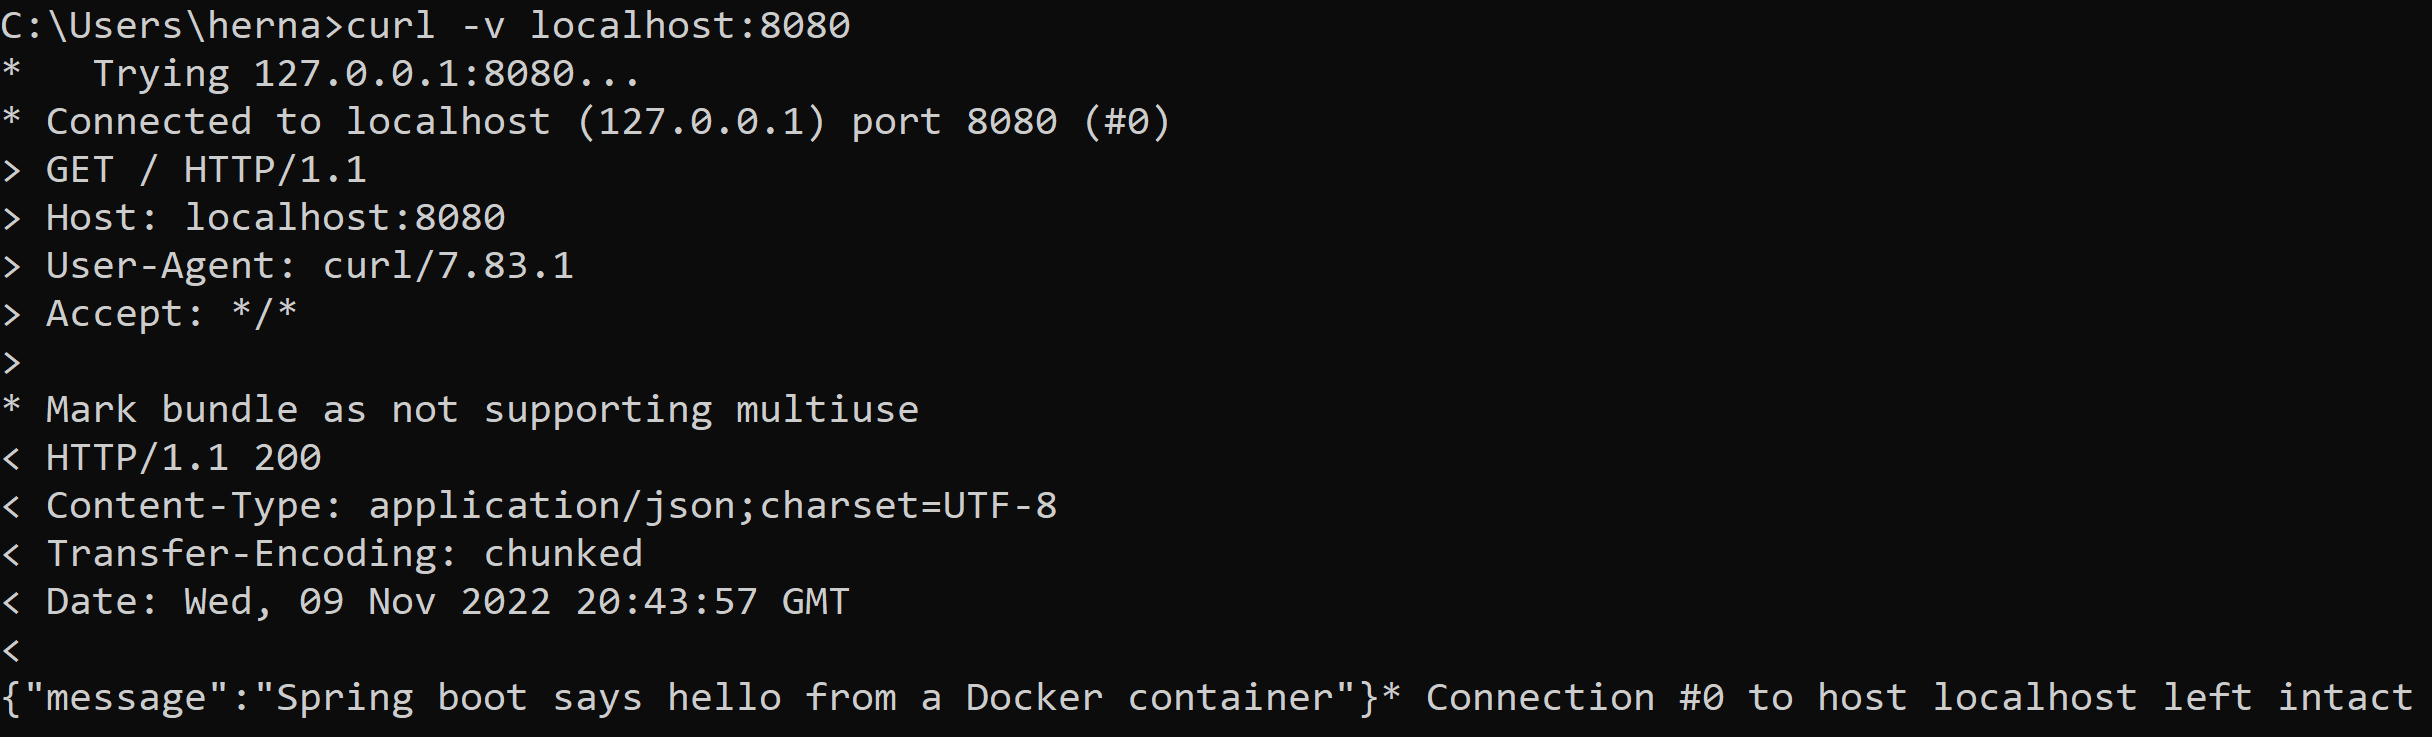 C:\Users\herna>curl -v localhost:8080
*   Trying 127.0.0.1:8080...
* Connected to localhost (127.0.0.1) port 8080 (#0)
> GET / HTTP/1.1
> Host: localhost:8080
> User-Agent: curl/7.83.1
> Accept: */*
>
* Mark bundle as not supporting multiuse
< HTTP/1.1 200
< Content-Type: application/json;charset=UTF-8
< Transfer-Encoding: chunked
< Date: Wed, 09 Nov 2022 20:43:57 GMT
<
{"message":"Spring boot says hello from a Docker container"}* Connection #0 to host localhost left intact